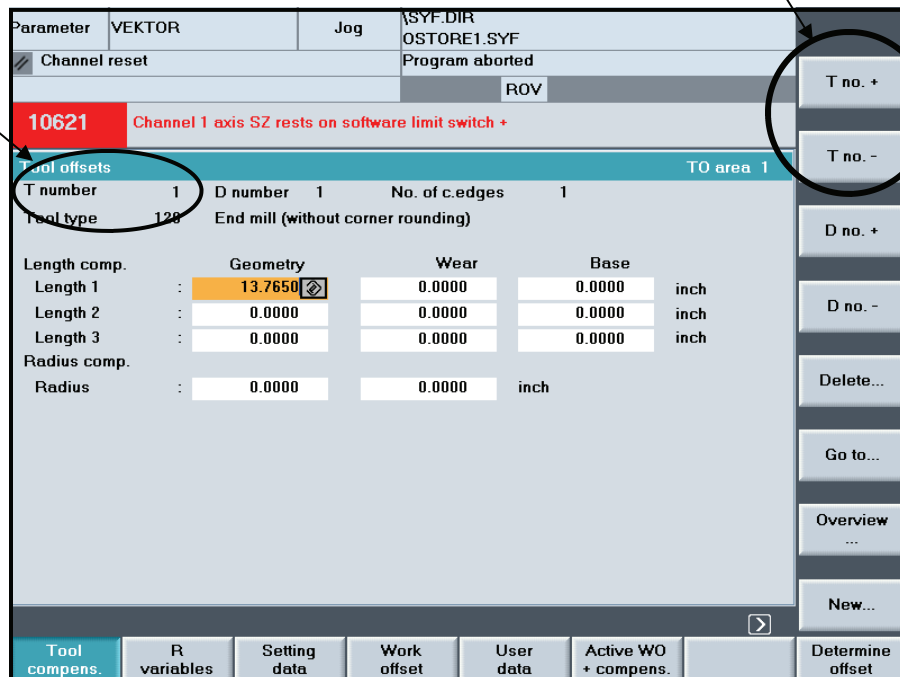 Parameter VEKTOR Jog \SYF.DIR
OSTORE1.SYF
Channel reset Program aborted
ROV
10621 Channel 1 axis SZ rests on software limit switch +
Tool offsets TO area 1
T number 1 D number 1 No. of c.edges 1
Tool type 120 End mill (without corner rounding)
Length comp. Geometry Wear Base
Length 1 : 13.7650 0.0000 0.0000 inch
Length 2 : 0.0000 0.0000 0.0000 inch
Length 3 : 0.0000 0.0000 0.0000 inch
Radius comp.
Radius : 0.0000 0.0000 inch
T no. +
T no. -
D no. +
D no. -
Delete...
Go to...
Overview
...
New...
Tool compens.
R variables
Setting data
Work offset
User data
Active WO + compens.
Determine offset